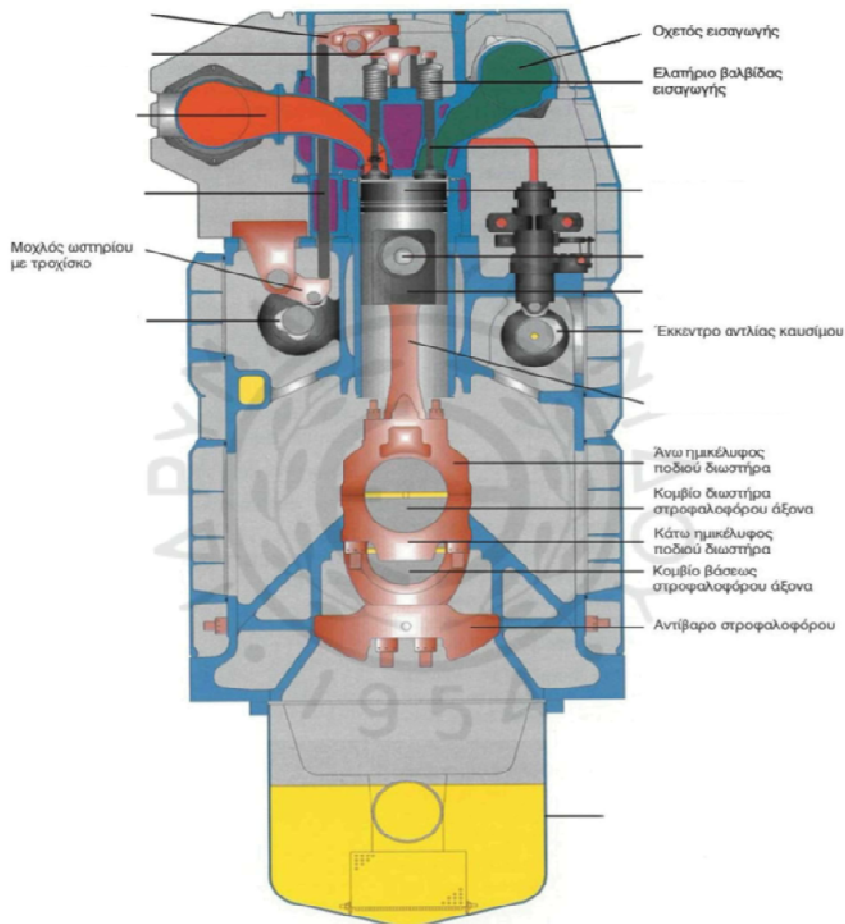 Οχετός εισαγωγής
Ελατήριο βαλβίδας
εισαγωγής
Μοχλός ωστηρίου
με τροχίσκο
Έκκεντρο αντλίας καυσίμου
Άνω ημικέλυφος
ποδιού διωστήρα
Κομβίο διωστήρα
στροφαλοφόρου άξονα
Κάτω ημικέλυφος
ποδιού διωστήρα
Κομβίο βάσεως
στροφαλοφόρου άξονα
Αντίβαρο στροφαλοφόρου
1954